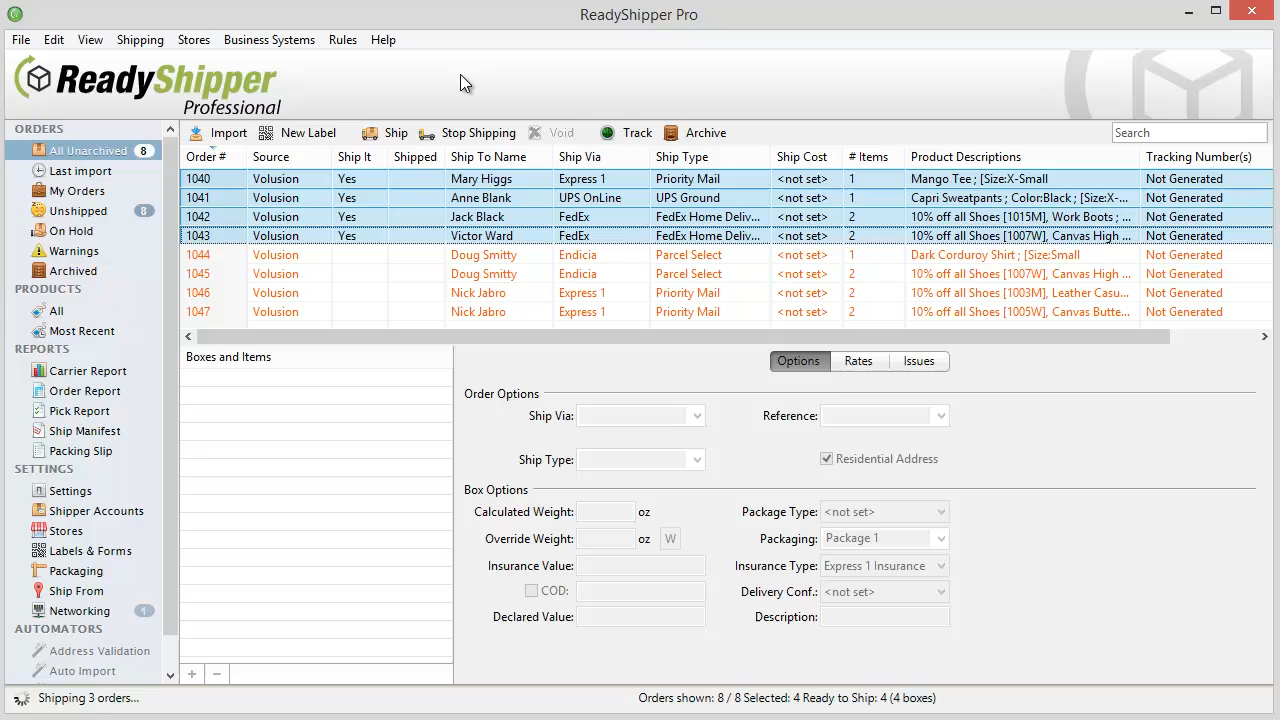 ReadyShipper Pro
File Edit View Shipping Stores Business Systems Rules Help
ReadyShipper
Professional
ORDERS
All Unarchived 8
Last import
My Orders
Unshipped 8
On Hold
Warnings
Archived
PRODUCTS
All
Most Recent
REPORTS
Carrier Report
Order Report
Pick Report
Ship Manifest
Packing Slip
SETTINGS
Settings
Shipper Accounts
Stores
Labels & Forms
Packaging
Ship From
Networking 1
AUTOMATORS
Address Validation
Auto Import
Import New Label Ship Stop Shipping Void Track Archive Search
Order # Source Ship It Shipped Ship To Name Ship Via Ship Type Ship Cost # Items Product Descriptions Tracking Number(s)
1040 Volusion Yes Mary Higgs Express 1 Priority Mail <not set> 1 Mango Tee ; [Size:X-Small Not Generated
1041 Volusion Yes Anne Blank UPS OnLine UPS Ground <not set> 1 Capri Sweatpants ; Color:Black ; [Size:X-... Not Generated
1042 Volusion Yes Jack Black FedEx FedEx Home Deliv... <not set> 2 10% off all Shoes [1015M], Work Boots ; ... Not Generated
1043 Volusion Yes Victor Ward FedEx FedEx Home Deliv... <not set> 2 10% off all Shoes [1007W], Canvas High ... Not Generated
1044 Volusion Doug Smitty Endicia Parcel Select <not set> 1 Dark Corduroy Shirt ; [Size:Small Not Generated
1045 Volusion Doug Smitty Endicia Parcel Select <not set> 2 10% off all Shoes [1007W], Canvas High ... Not Generated
1046 Volusion Nick Jabro Express 1 Priority Mail <not set> 2 10% off all Shoes [1003M], Leather Casu... Not Generated
1047 Volusion Nick Jabro Express 1 Priority Mail <not set> 2 10% off all Shoes [1005W], Canvas Butte... Not Generated
Boxes and Items
Options Rates Issues
Order Options
Ship Via: Reference:
Ship Type: Residential Address
Box Options
Calculated Weight: oz Package Type: <not set>
Override Weight: oz W Packaging: Package 1
Insurance Value: Insurance Type: Express 1 Insurance
COD: Delivery Conf.: <not set>
Declared Value: Description:
+ −
Shipping 3 orders... Orders shown: 8 / 8 Selected: 4 Ready to Ship: 4 (4 boxes)